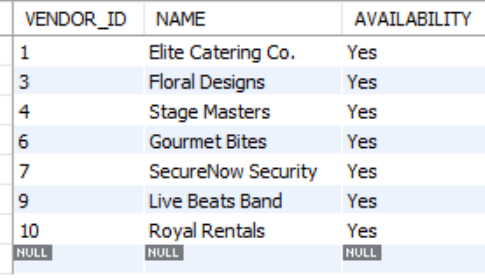 VENDOR_ID NAME AVAILABILITY
1 Elite Catering Co. Yes
3 Floral Designs Yes
4 Stage Masters Yes
6 Gourmet Bites Yes
7 SecureNow Security Yes
9 Live Beats Band Yes
10 Royal Rentals Yes
NULL NULL NULL